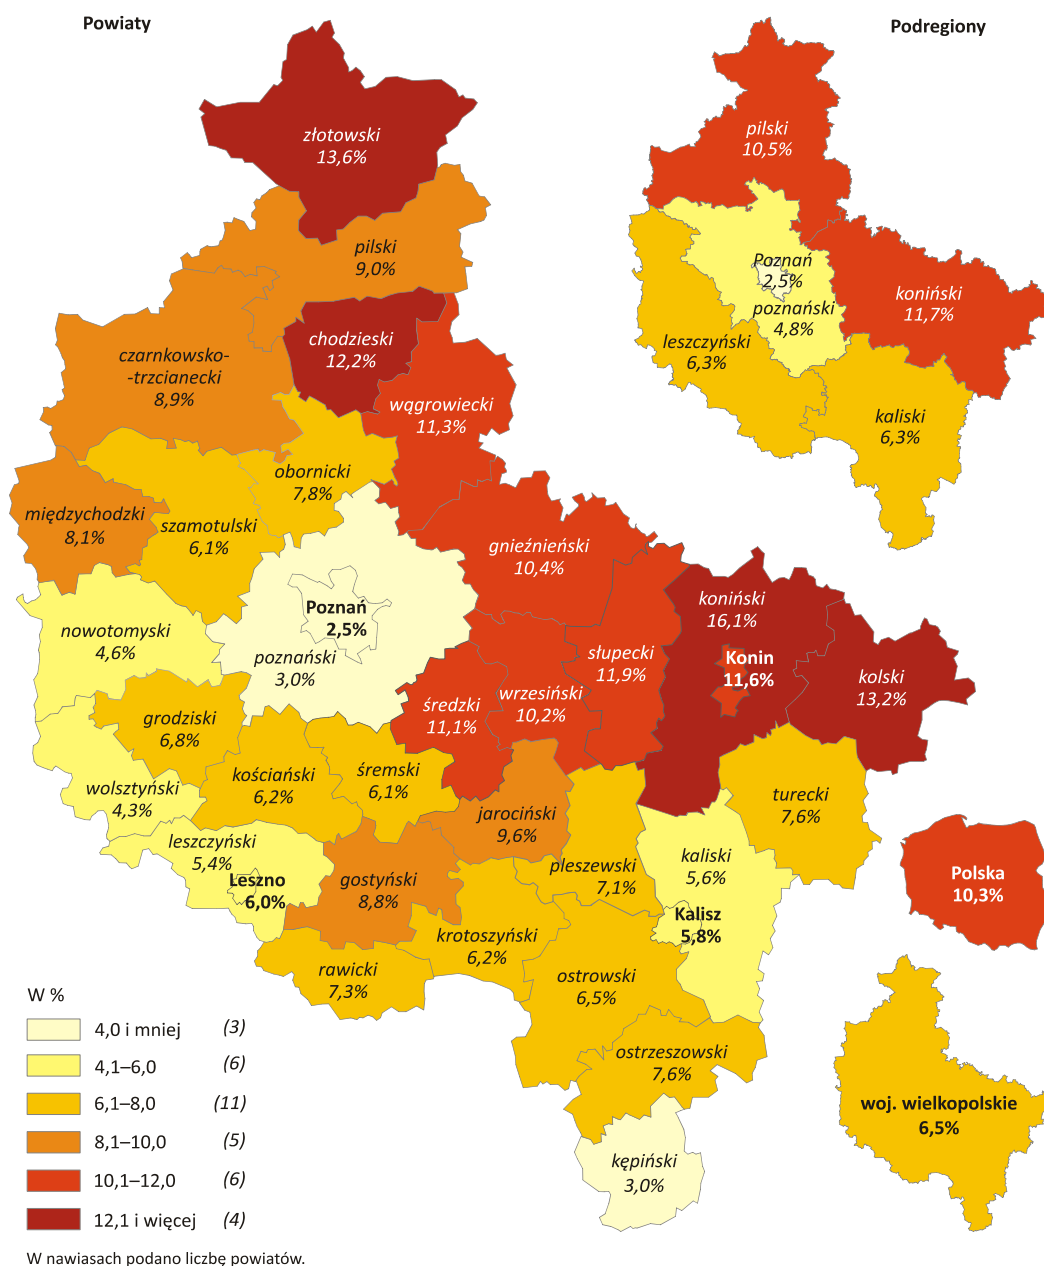 Powiaty
złotowski
13,6%
pilski
9,0%
chodzieski
12,2%
czarnkowsko-
-trzcianecki
8,9%
wągrowiecki
11,3%
obornicki
7,8%
międzychodzki
8,1%
szamotulski
6,1%
gnieźnieński
10,4%
nowotomyski
4,6%
Poznań
2,5%
poznański
3,0%
koniński
16,1%
Konin
11,6%
słupecki
11,9%
kolski
13,2%
wrzesiński
10,2%
średzki
11,1%
grodziski
6,8%
wolsztyński
4,3%
kościański
6,2%
śremski
6,1%
jarociński
9,6%
turecki
7,6%
leszczyński
5,4%
Leszno
6,0%
gostyński
8,8%
pleszewski
7,1%
kaliski
5,6%
Kalisz
5,8%
krotoszyński
6,2%
rawicki
7,3%
ostrowski
6,5%
ostrzeszowski
7,6%
kępiński
3,0%
Podregiony
pilski
10,5%
Poznań
2,5%
poznański
4,8%
koniński
11,7%
leszczyński
6,3%
kaliski
6,3%
Polska
10,3%
woj. wielkopolskie
6,5%
W %
4,0 i mniej (3)
4,1–6,0 (6)
6,1–8,0 (11)
8,1–10,0 (5)
10,1–12,0 (6)
12,1 i więcej (4)
W nawiasach podano liczbę powiatów.